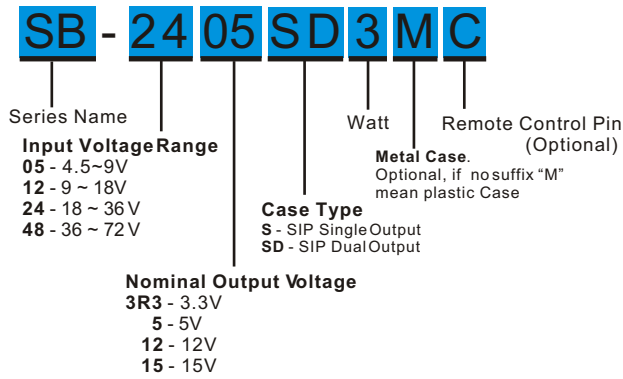 SB - 24 05 SD 3 M C
Series Name
Watt
Remote Control Pin
(Optional)
Input Voltage Range
05 - 4.5~9V
12 - 9 ~ 18V
24 - 18 ~ 36 V
48 - 36 ~ 72 V
Metal Case.
Optional, if no suffix “M”
mean plastic Case
Case Type
S - SIP Single Output
SD - SIP Dual Output
Nominal Output Voltage
3R3 - 3.3V
5 - 5V
12 - 12V
15 - 15V